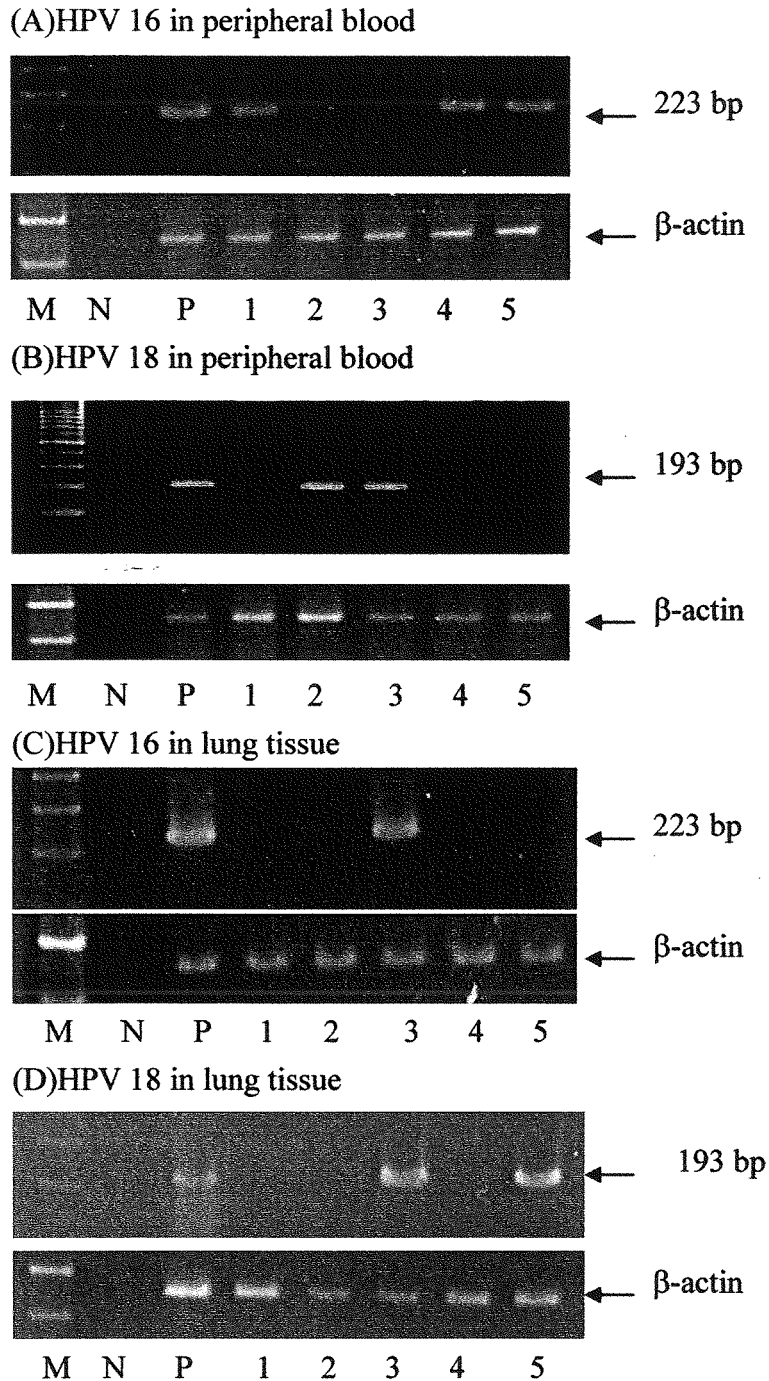 (A)HPV 16 in peripheral blood
223 bp
β-actin
M N P 1 2 3 4 5
(B)HPV 18 in peripheral blood
193 bp
β-actin
M N P 1 2 3 4 5
(C)HPV 16 in lung tissue
223 bp
β-actin
M N P 1 2 3 4 5
(D)HPV 18 in lung tissue
193 bp
β-actin
M N P 1 2 3 4 5